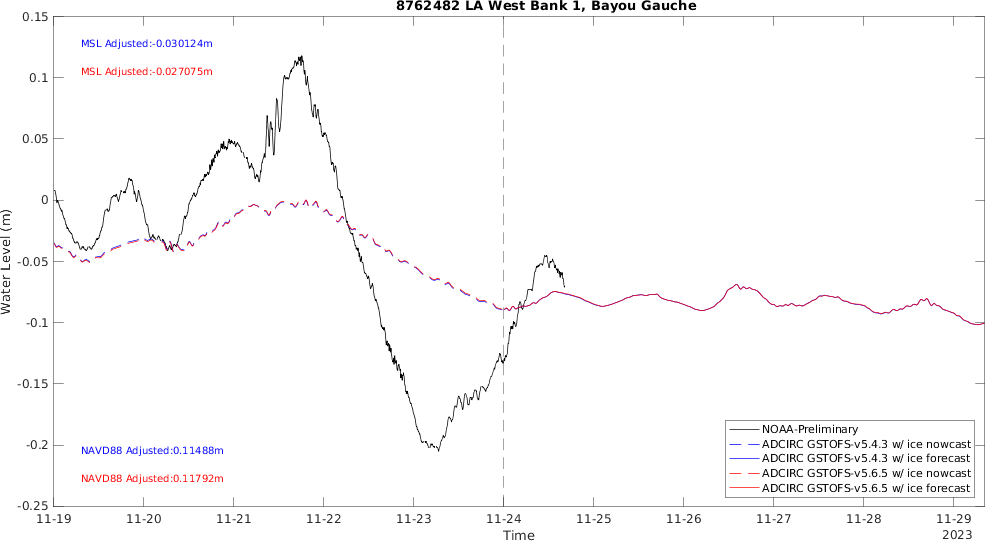 8762482 LA West Bank 1, Bayou Gauche
0.15
0.1
0.05
0
-0.05
-0.1
-0.15
-0.2
-0.25
Water Level (m)
MSL Adjusted:-0.030124m
MSL Adjusted:-0.027075m
NAVD88 Adjusted:0.11488m
NAVD88 Adjusted:0.11792m
NOAA-Preliminary
ADCIRC GSTOFS-v5.4.3 w/ ice nowcast
ADCIRC GSTOFS-v5.4.3 w/ ice forecast
ADCIRC GSTOFS-v5.6.5 w/ ice nowcast
ADCIRC GSTOFS-v5.6.5 w/ ice forecast
11-19 11-20 11-21 11-22 11-23 11-24 11-25 11-26 11-27 11-28 11-29
Time
2023